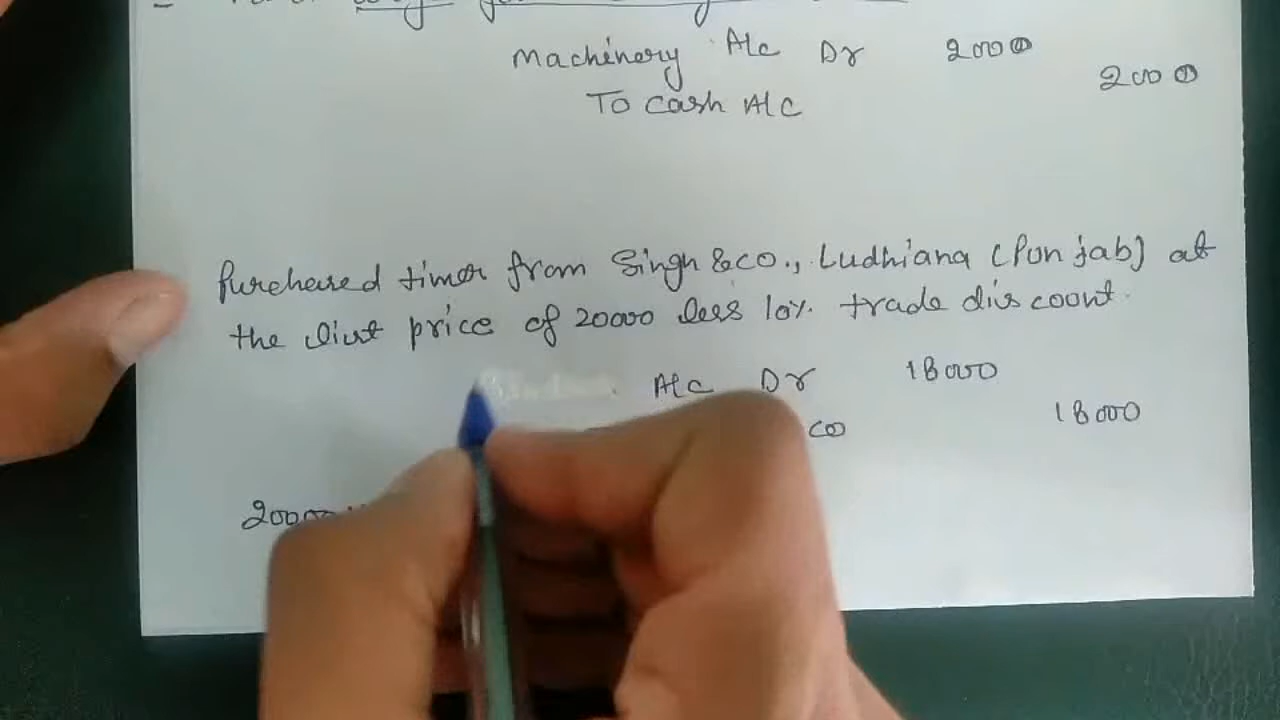 Machinery A/c Dr 2000
2000
To cash A/c
Purchased timer from Singh &co., Ludhiana (Punjab) at
the list price of 20000 less 10% trade discount.
A/c Dr 18000
co 18000